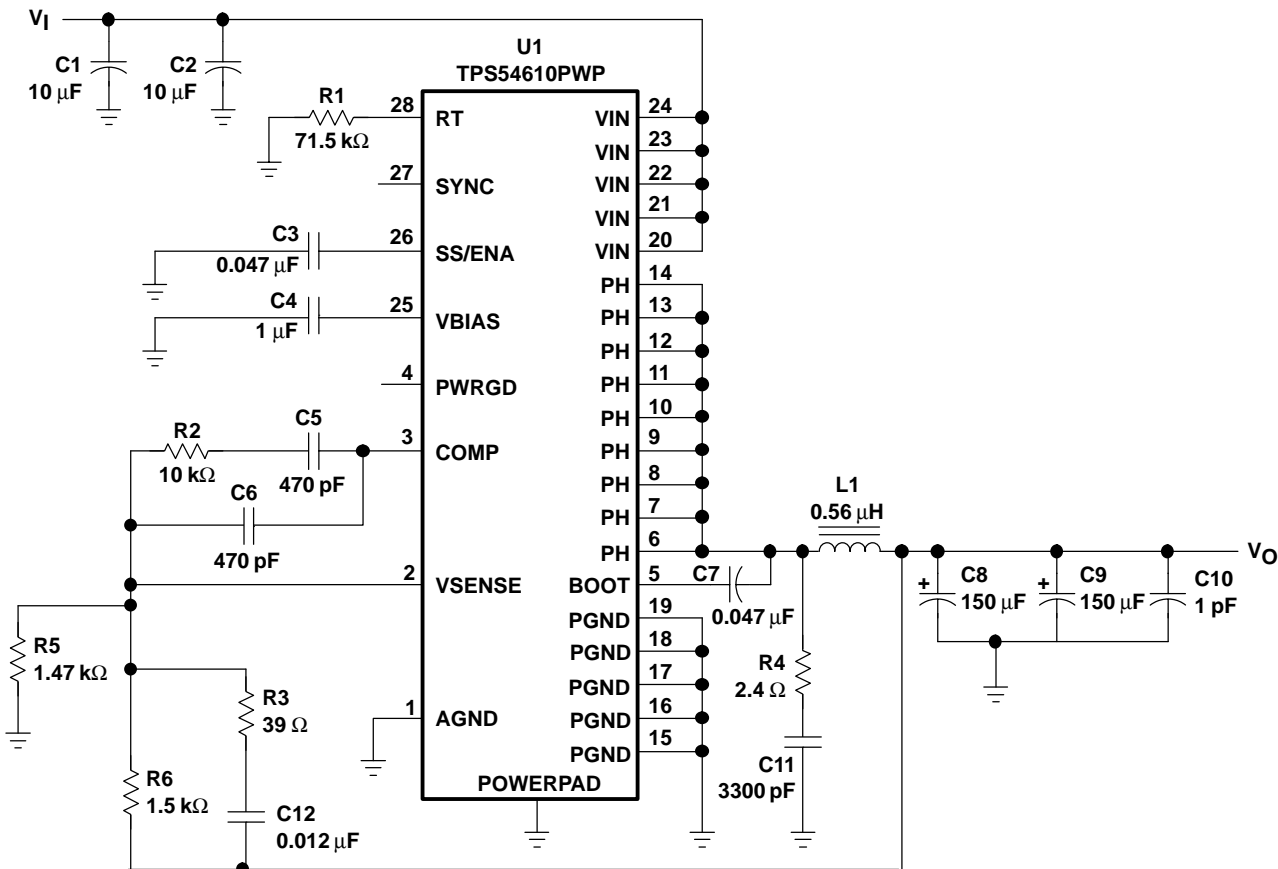 VI
C1
10 μF
C2
10 μF
U1
TPS54610PWP
R1
71.5 kΩ
28
RT
27
SYNC
C3
0.047 μF
26
SS/ENA
C4
1 μF
25
VBIAS
4
PWRGD
R2
10 kΩ
C5
470 pF
3
COMP
C6
470 pF
2
VSENSE
R5
1.47 kΩ
R3
39 Ω
1
AGND
R6
1.5 kΩ
C12
0.012 μF
POWERPAD
VIN
24
VIN
23
VIN
22
VIN
21
VIN
20
PH
14
PH
13
PH
12
PH
11
PH
10
PH
9
PH
8
PH
7
PH
6
BOOT
5
PGND
19
PGND
18
PGND
17
PGND
16
PGND
15
C7
0.047 μF
L1
0.56 μH
R4
2.4 Ω
C11
3300 pF
+
C8
150 μF
+
C9
150 μF
C10
1 pF
VO